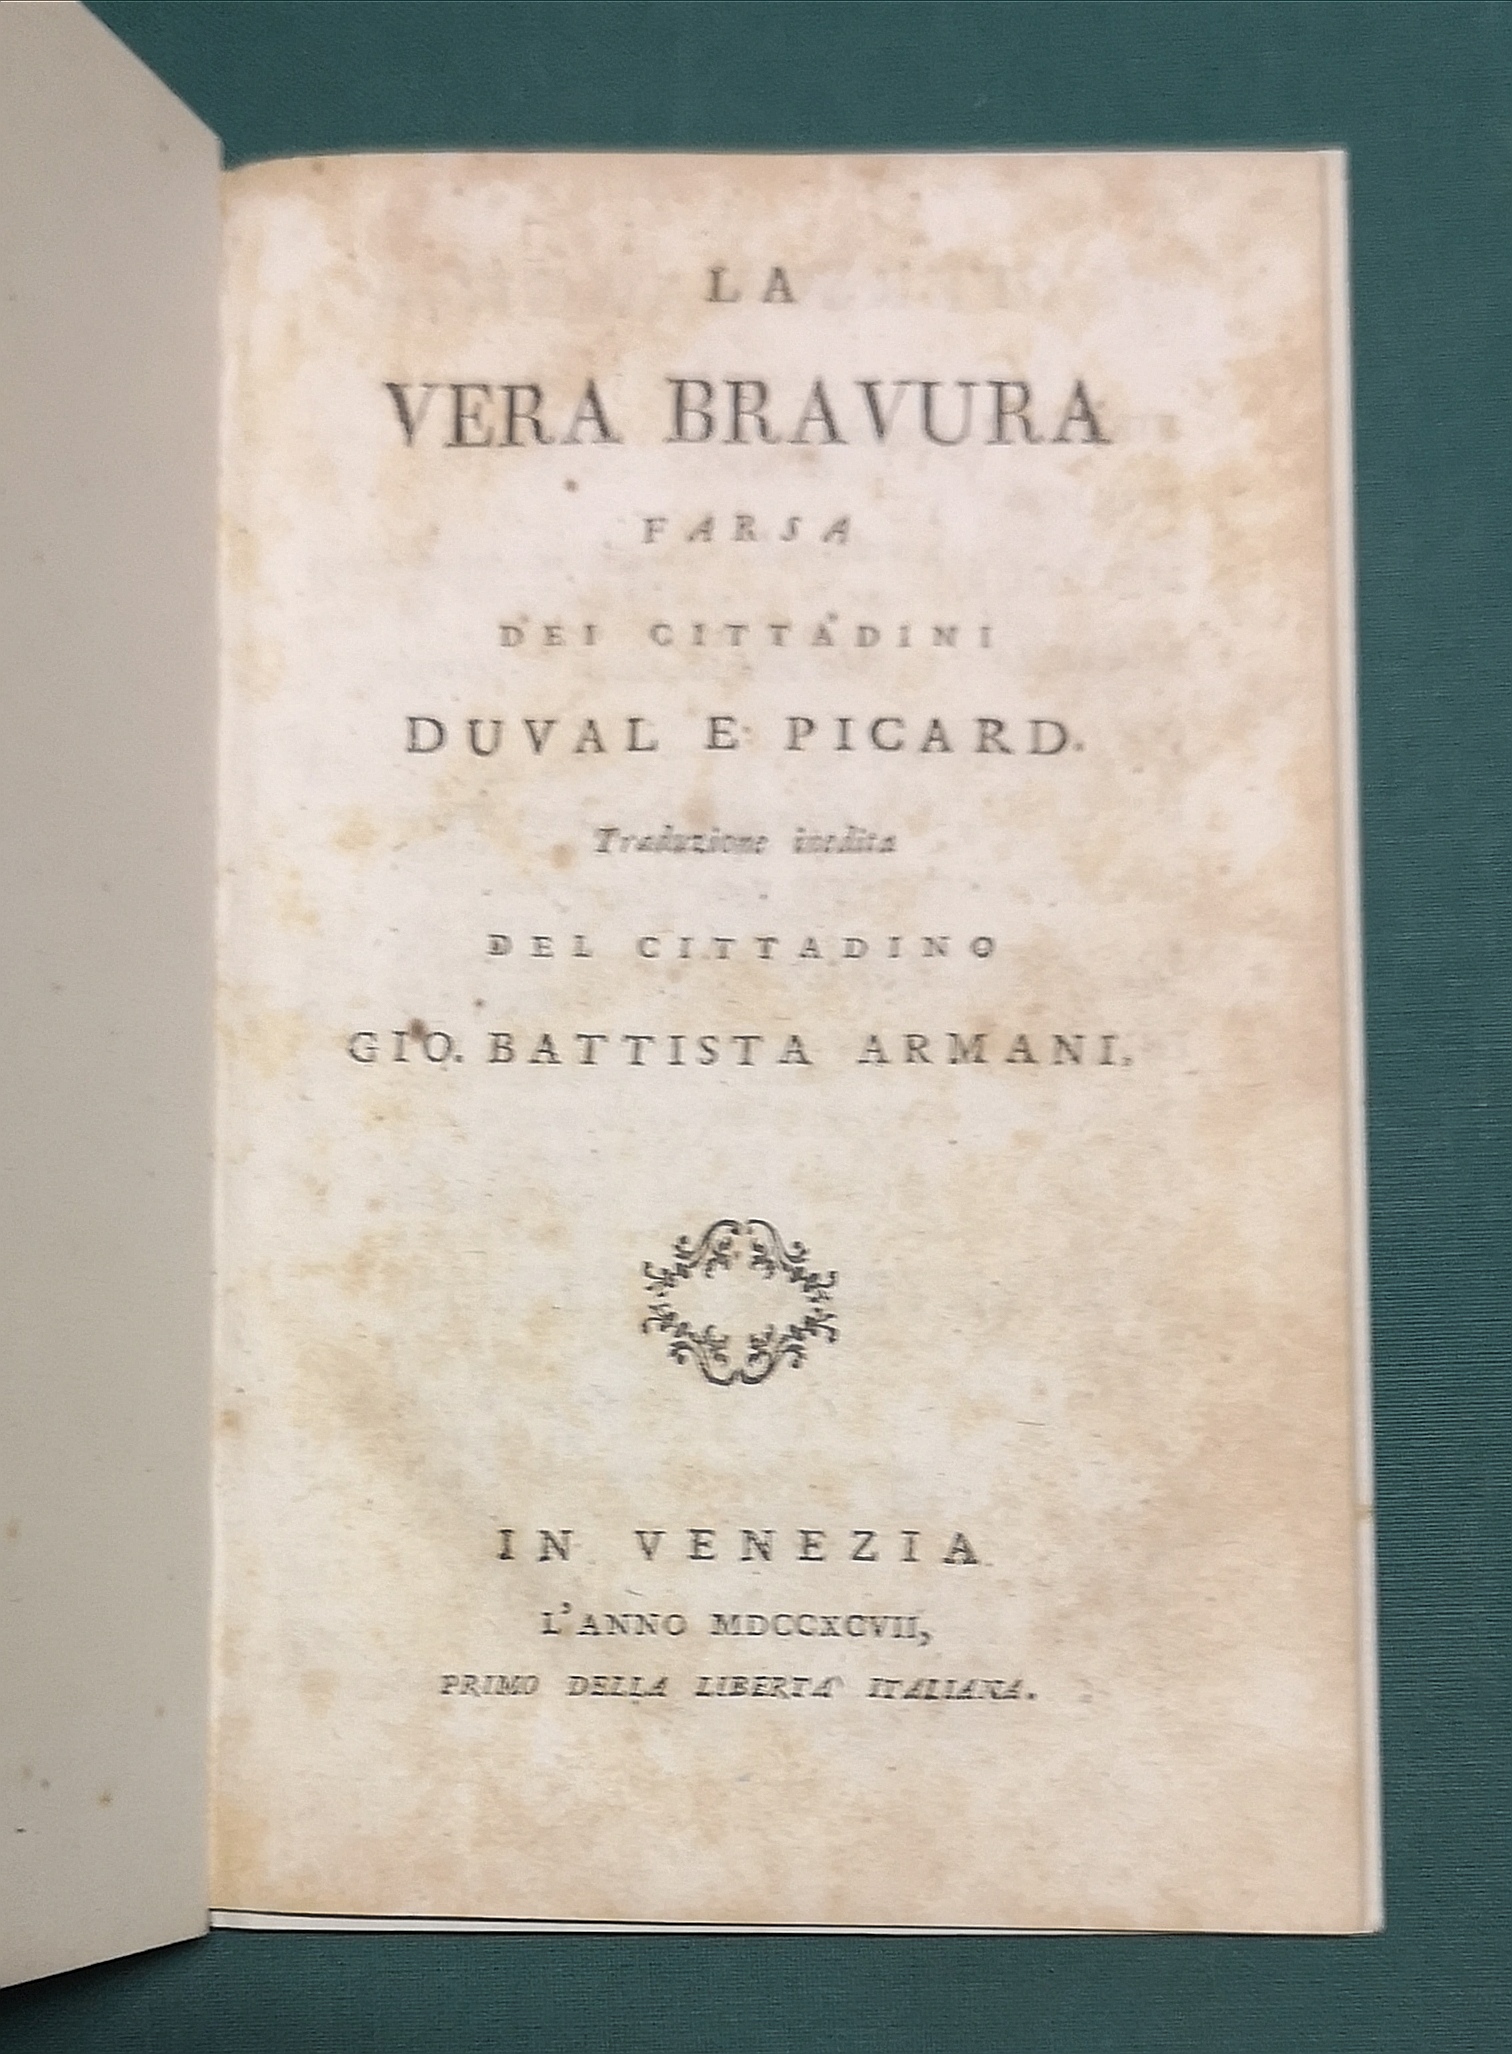 LA
VERA BRAVURA
FARSA
DEI CITTADINI
DUVAL E PICARD.
Traduzione inedita
DEL CITTADINO
GIO. BATTISTA ARMANI.
IN VENEZIA
L'ANNO MDCCXCVII,
PRIMO DELLA LIBERTA' ITALIANA.